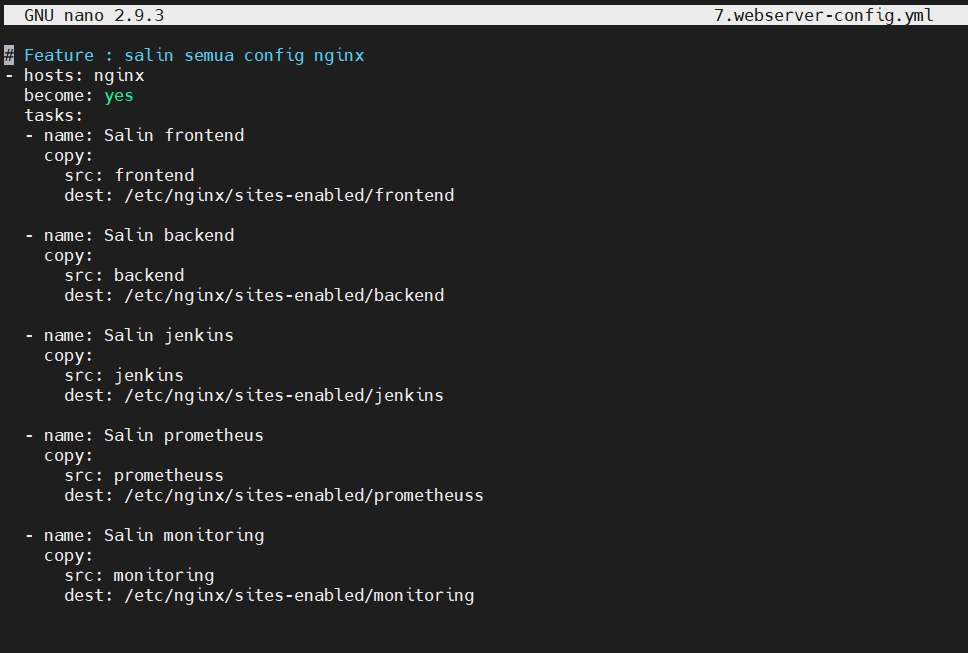 GNU nano 2.9.3 7.webserver-config.yml
# Feature : salin semua config nginx
- hosts: nginx
  become: yes
  tasks:
  - name: Salin frontend
    copy:
      src: frontend
      dest: /etc/nginx/sites-enabled/frontend
  - name: Salin backend
    copy:
      src: backend
      dest: /etc/nginx/sites-enabled/backend
  - name: Salin jenkins
    copy:
      src: jenkins
      dest: /etc/nginx/sites-enabled/jenkins
  - name: Salin prometheus
    copy:
      src: prometheuss
      dest: /etc/nginx/sites-enabled/prometheuss
  - name: Salin monitoring
    copy:
      src: monitoring
      dest: /etc/nginx/sites-enabled/monitoring